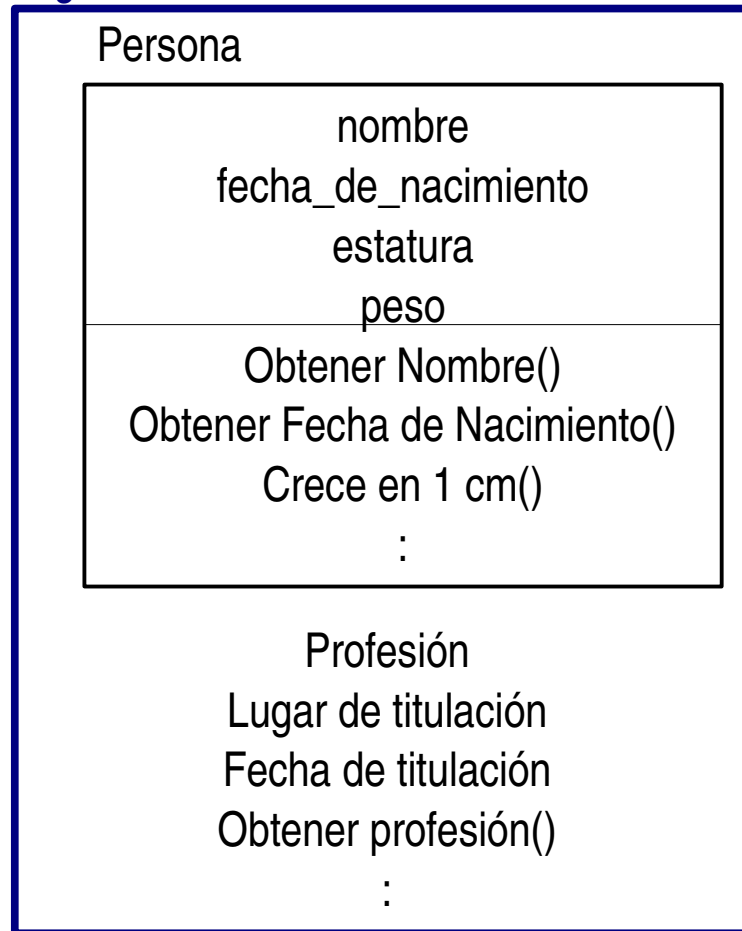 Persona
nombre
fecha_de_nacimiento
estatura
peso
Obtener Nombre()
Obtener Fecha de Nacimiento()
Crece en 1 cm()
:
Profesión
Lugar de titulación
Fecha de titulación
Obtener profesión()
: